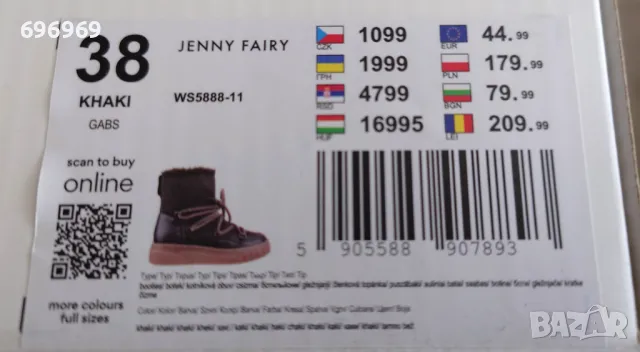 696969
38
KHAKI
GABS
JENNY FAIRY
WS5888-11
CZK 1099
ГРН 1999
RSD 4799
HUF 16995
EUR 44.99
PLN 179.99
BGN 79.99
LEI 209.99
scan to buy
online
more colours
full sizes
5 905588 907893
BAZAR.bg